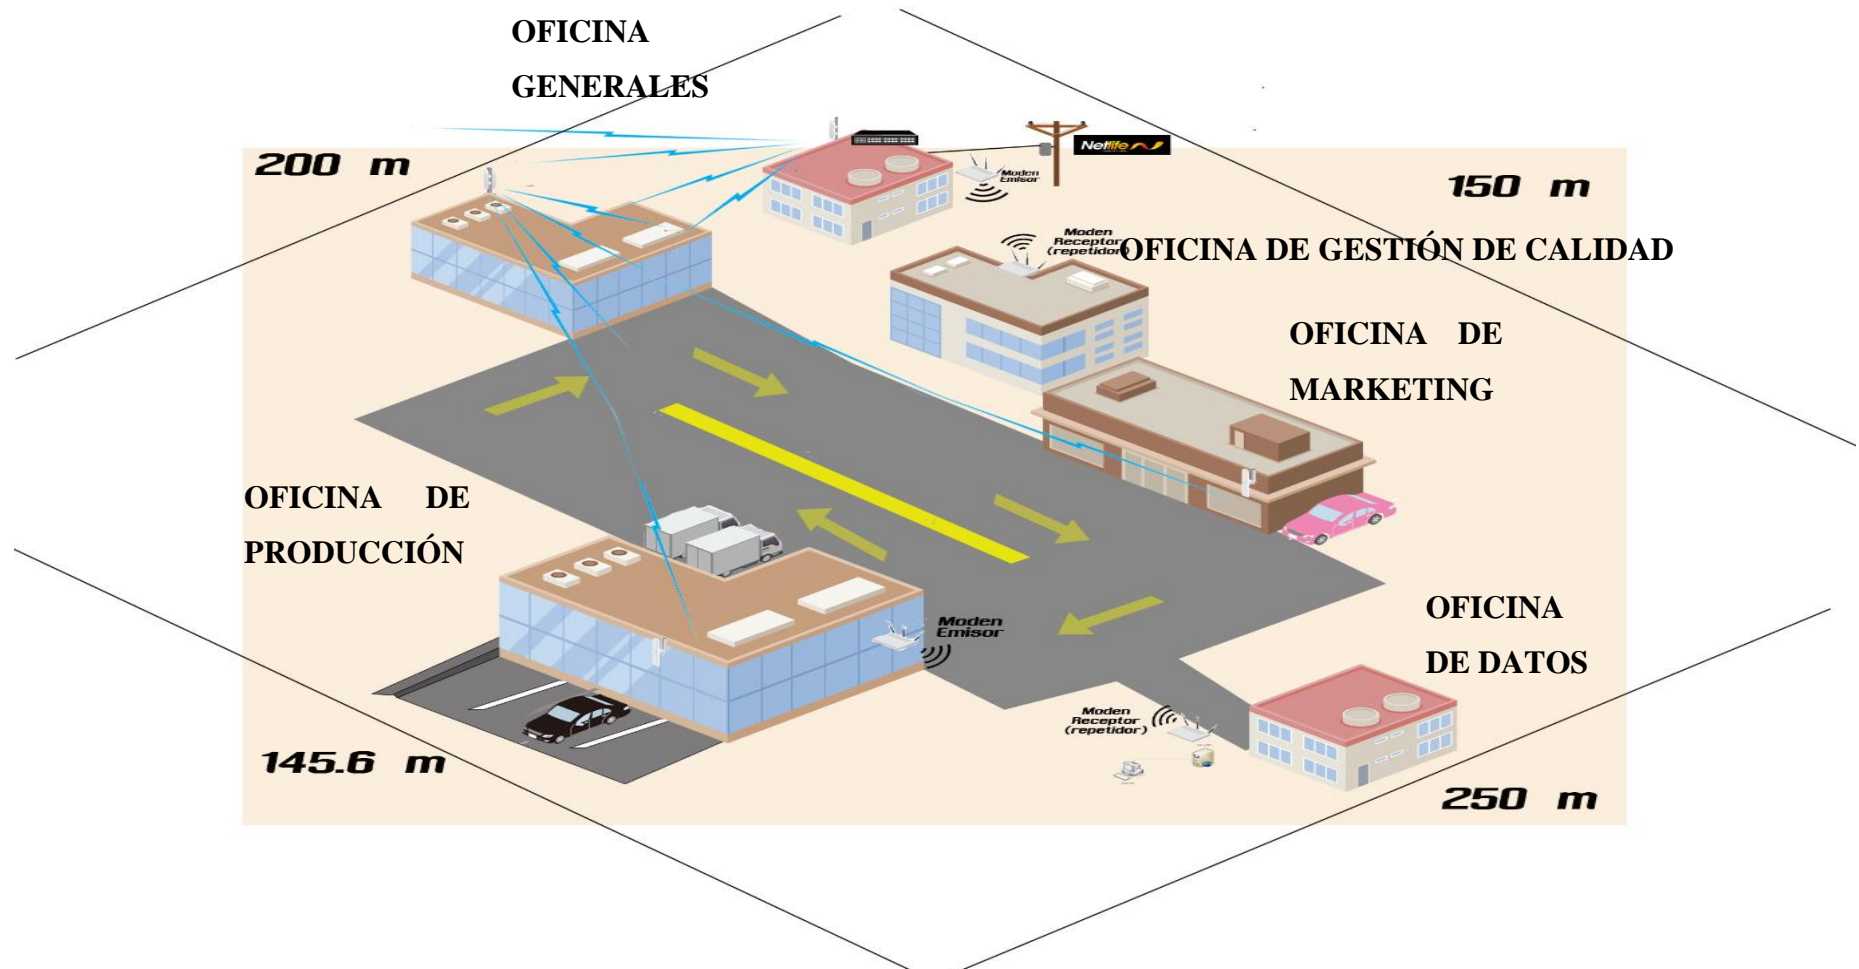 OFICINA
GENERALES
200 m
Netlife
Moden
Emisor
150 m
Moden
Receptor
(repetidor)
OFICINA DE GESTIÓN DE CALIDAD
OFICINA DE
MARKETING
OFICINA DE
PRODUCCIÓN
Moden
Emisor
OFICINA
DE DATOS
Moden
Receptor
(repetidor)
145.6 m
250 m